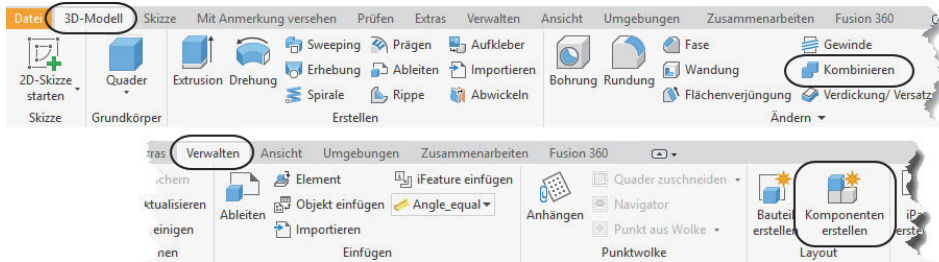 Datei 3D-Modell Skizze Mit Anmerkung versehen Prüfen Extras Verwalten Ansicht Umgebungen Zusammenarbeiten Fusion 360
Sweeping Prägen Aufkleber Fase Gewinde
Erhebung Ableiten Importieren Wandung Kombinieren
2D-Skizze starten Quader Extrusion Drehung Bohrung Rundung
Spirale Rippe Abwickeln Flächenverjüngung Verdickung/ Versatz
Skizze Grundkörper Erstellen Ändern
Verwalten Ansicht Umgebungen Zusammenarbeiten Fusion 360
Element iFeature einfügen Quader zuschneiden
Objekt einfügen Angle_equal Navigator
Ableiten Anhängen Bauteil erstellen Komponenten erstellen
Importieren Punkt aus Wolke
Einfügen Punktwolke Layout